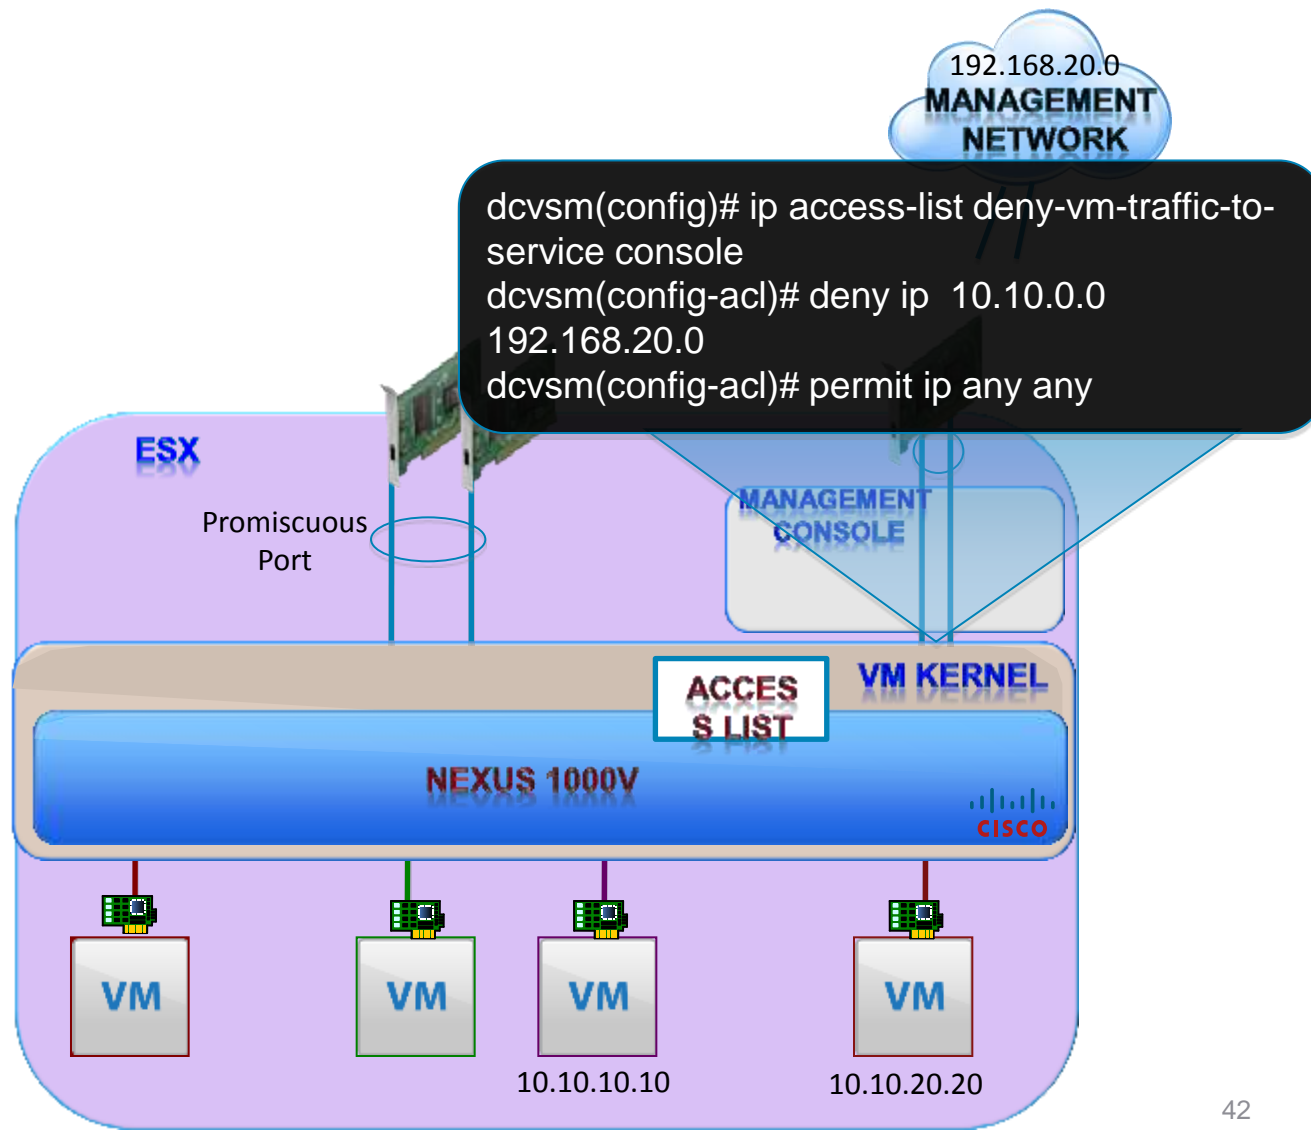 192.168.20.0
MANAGEMENT
NETWORK
dcvsm(config)# ip access-list deny-vm-traffic-to-
service console
dcvsm(config-acl)# deny ip  10.10.0.0
192.168.20.0
dcvsm(config-acl)# permit ip any any
ESX
Promiscuous
Port
MANAGEMENT
CONSOLE
ACCES
S LIST
VM KERNEL
NEXUS 1000V
CISCO
VM
VM
VM
VM
10.10.10.10
10.10.20.20
42